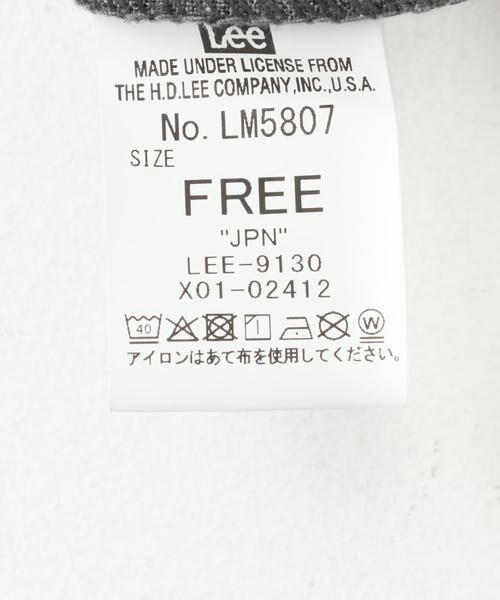 Lee
MADE UNDER LICENSE FROM
THE H.D.LEE COMPANY,INC.,U.S.A.
No. LM5807
SIZE
FREE
"JPN"
LEE-9130
X01-02412
40 W
アイロンはあて布を使用してください。